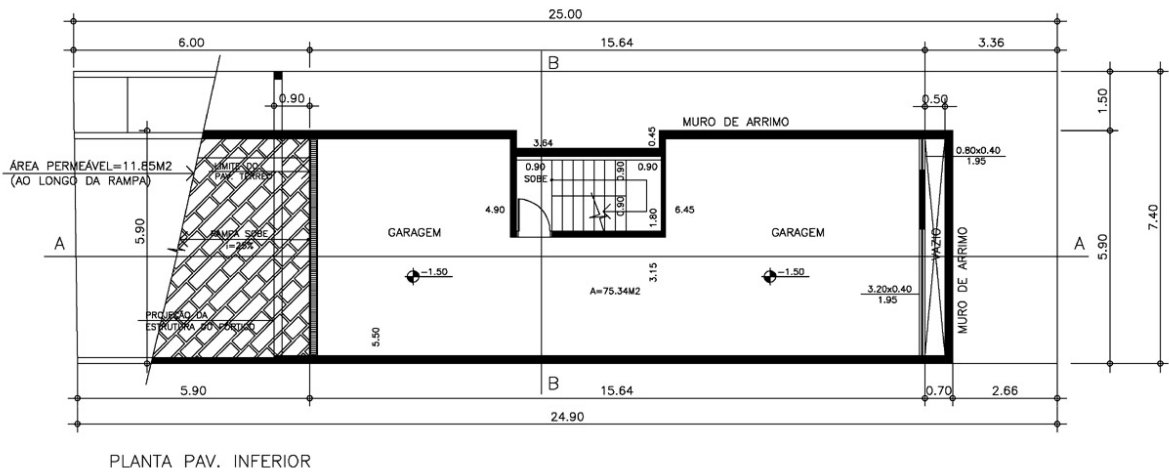 25.00
6.00
15.64
3.36
B
0.90
0.50
1.50
MURO DE ARRIMO
3.64
0.45
0.80x0.40
1.95
ÁREA PERMEÁVEL=11.85M2
(AO LONGO DA RAMPA)
LIMITE DO
PAV. TÉRREO
0.90
SOBE
0.90
0.90
0.90
1.80
4.90
6.45
5.90
RAMPA SOBE
i=25%
GARAGEM
GARAGEM
VAZIO
MURO DE ARRIMO
5.90
7.40
A
A
-1.50
3.15
-1.50
A=75.34M2
3.20x0.40
1.95
PROJEÇÃO DA
ESTRUTURA DO PÓRTICO
5.50
B
5.90
15.64
0.70
2.66
24.90
PLANTA PAV. INFERIOR